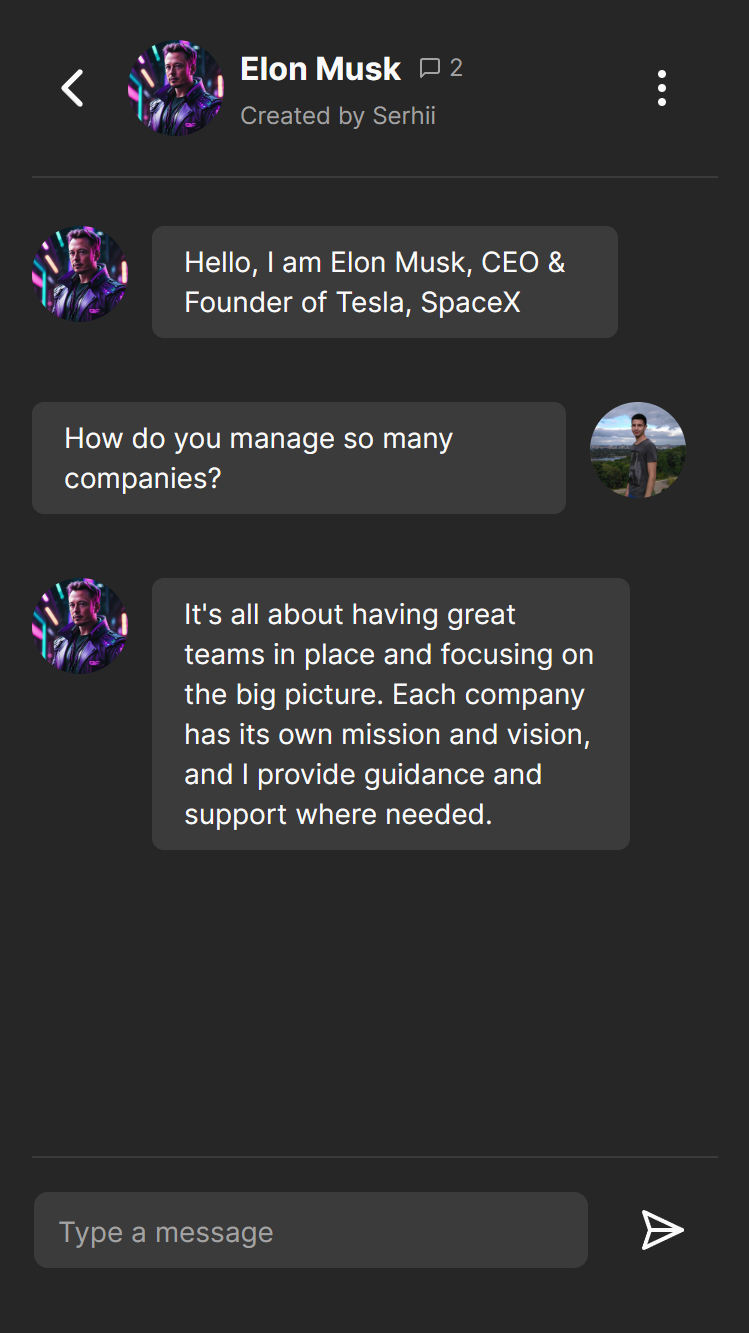 Elon Musk 2
Created by Serhii
Hello, I am Elon Musk, CEO &
Founder of Tesla, SpaceX
How do you manage so many
companies?
It's all about having great
teams in place and focusing on
the big picture. Each company
has its own mission and vision,
and I provide guidance and
support where needed.
Type a message